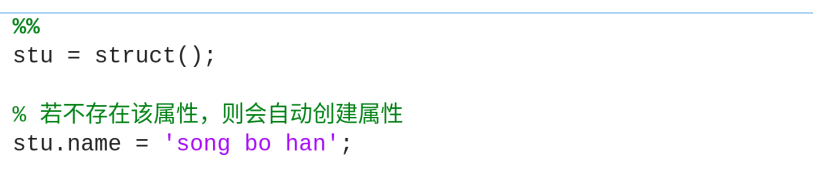 %%
stu = struct();
% 若不存在该属性，则会自动创建属性
stu.name = 'song bo han';